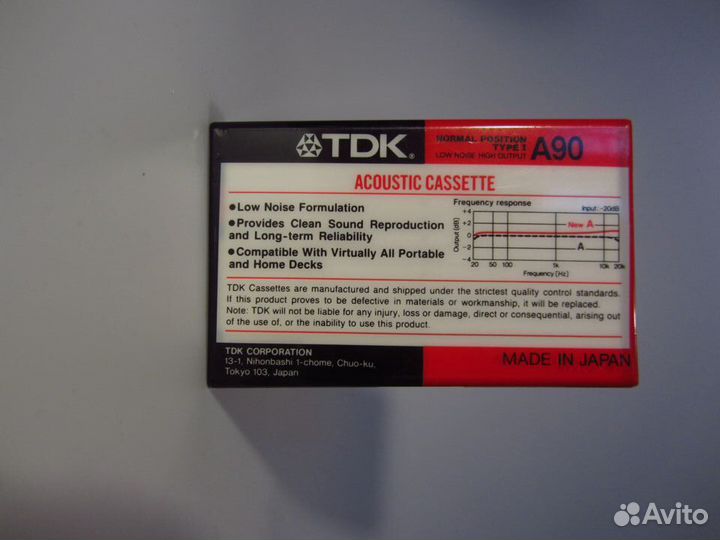 TDK®
NORMAL POSITION
TYPE I
LOW NOISE HIGH OUTPUT
A90
ACOUSTIC CASSETTE
●Low Noise Formulation
●Provides Clean Sound Reproduction
and Long-term Reliability
●Compatible With Virtually All Portable
and Home Decks
Frequency response
Input: -20dB
Output (dB)
+4
+2
0
-2
-4
New A
A
20 50 100 1k 10k 20k
Frequency (Hz)
TDK Cassettes are manufactured and shipped under the strictest quality control standards.
If this product proves to be defective in materials or workmanship, it will be replaced.
Note: TDK will not be liable for any injury, loss or damage, direct or consequential, arising out
of the use of, or the inability to use this product.
TDK CORPORATION
13-1, Nihonbashi 1-chome, Chuo-ku,
Tokyo 103, Japan
MADE IN JAPAN
Avito